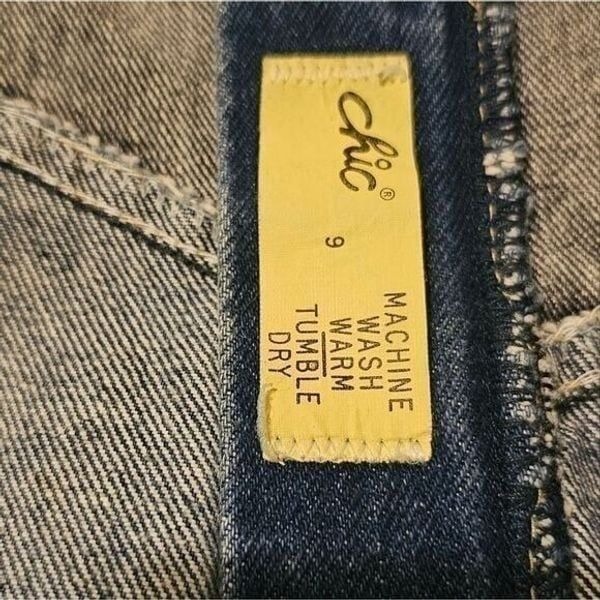 chic®
9
MACHINE
WASH
WARM
TUMBLE
DRY